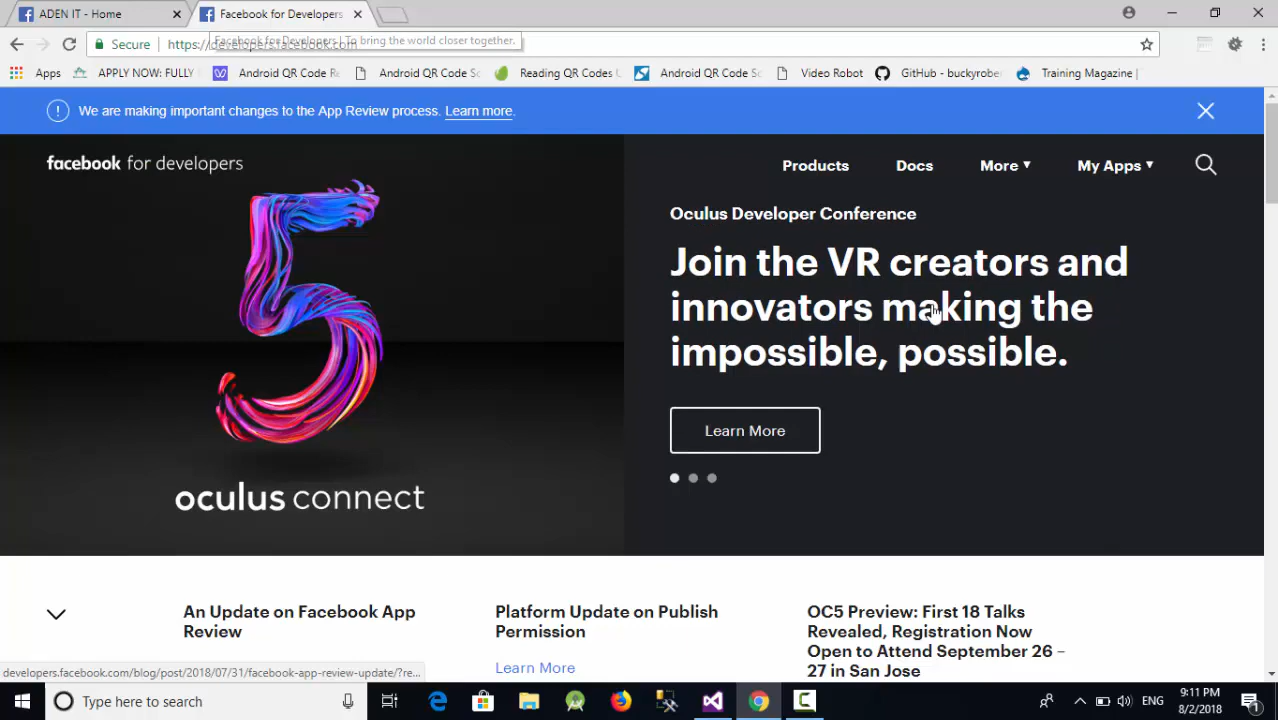 ADEN IT - Home
Facebook for Developers
Secure
https://developers.facebook.com
Facebook for Developers | To bring the world closer together.
Apps
APPLY NOW: FULLY
Android QR Code Re
Android QR Code Sc
Reading QR Codes U
Android QR Code Sc
Video Robot
GitHub - buckyrober
Training Magazine |
We are making important changes to the App Review process. Learn more.
facebook for developers
Products
Docs
More
My Apps
Oculus Developer Conference
Join the VR creators and
innovators making the
impossible, possible.
Learn More
5
oculus connect
An Update on Facebook App
Review
Platform Update on Publish
Permission
Learn More
OC5 Preview: First 18 Talks
Revealed, Registration Now
Open to Attend September 26 –
27 in San Jose
developers.facebook.com/blog/post/2018/07/31/facebook-app-review-update/?re...
Type here to search
ENG
9:11 PM
8/2/2018
1